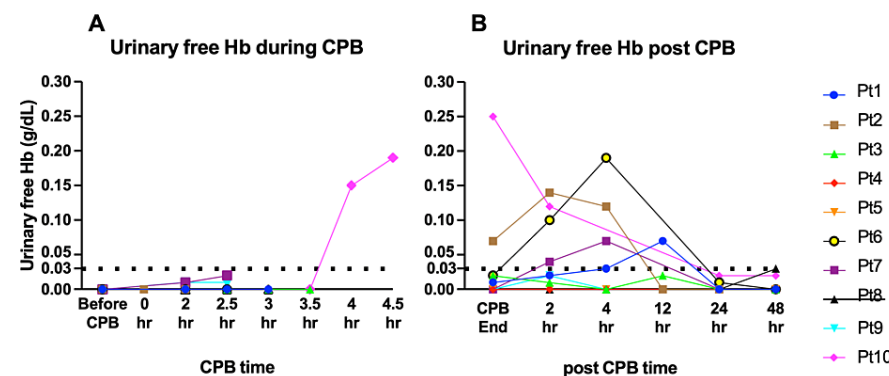 A
Urinary free Hb during CPB
Urinary free Hb (g/dL)
0.30
0.25
0.20
0.15
0.10
0.05
0.03
0.00
Before 0 2 2.5 3 3.5 4 4.5
CPB hr hr hr hr hr hr hr
CPB time
B
Urinary free Hb post CPB
0.30
0.25
0.20
0.15
0.10
0.05
0.03
0.00
CPB 2 4 12 24 48
End hr hr hr hr hr
post CPB time
Pt1
Pt2
Pt3
Pt4
Pt5
Pt6
Pt7
Pt8
Pt9
Pt10